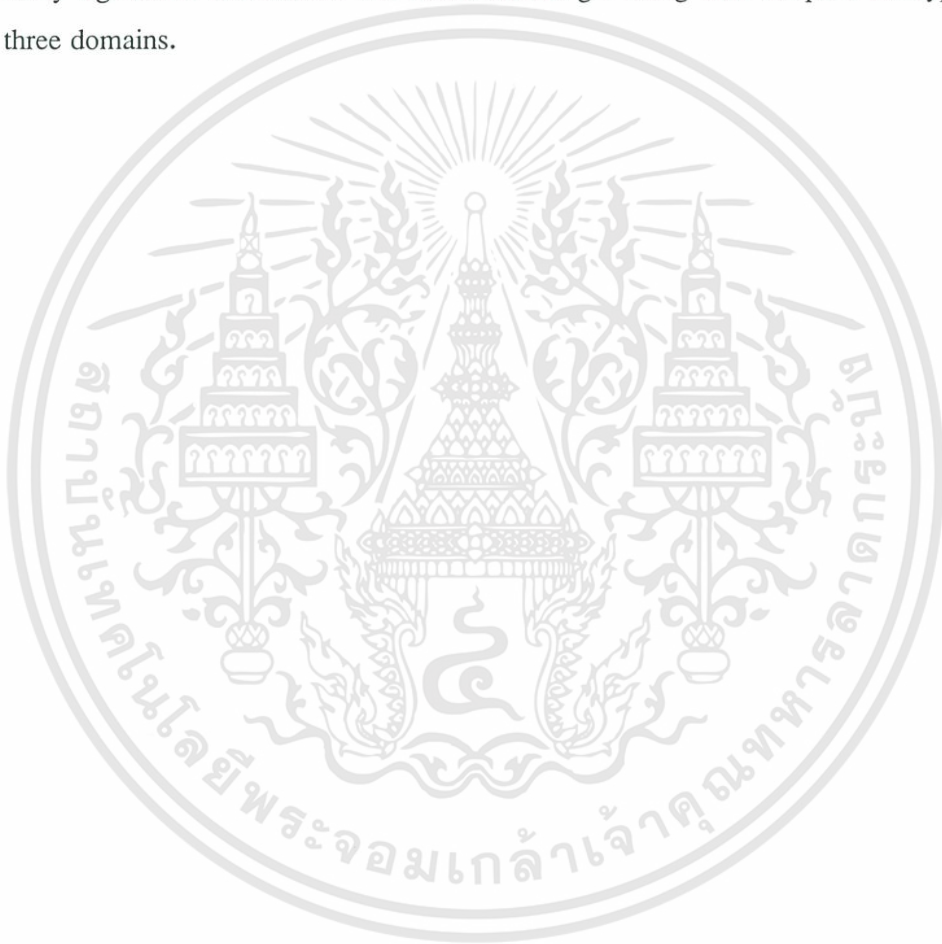 three domains.
สถาบันเทคโนโลยีพระจอมเกล้าเจ้าคุณทหารลาดกระบัง
๔